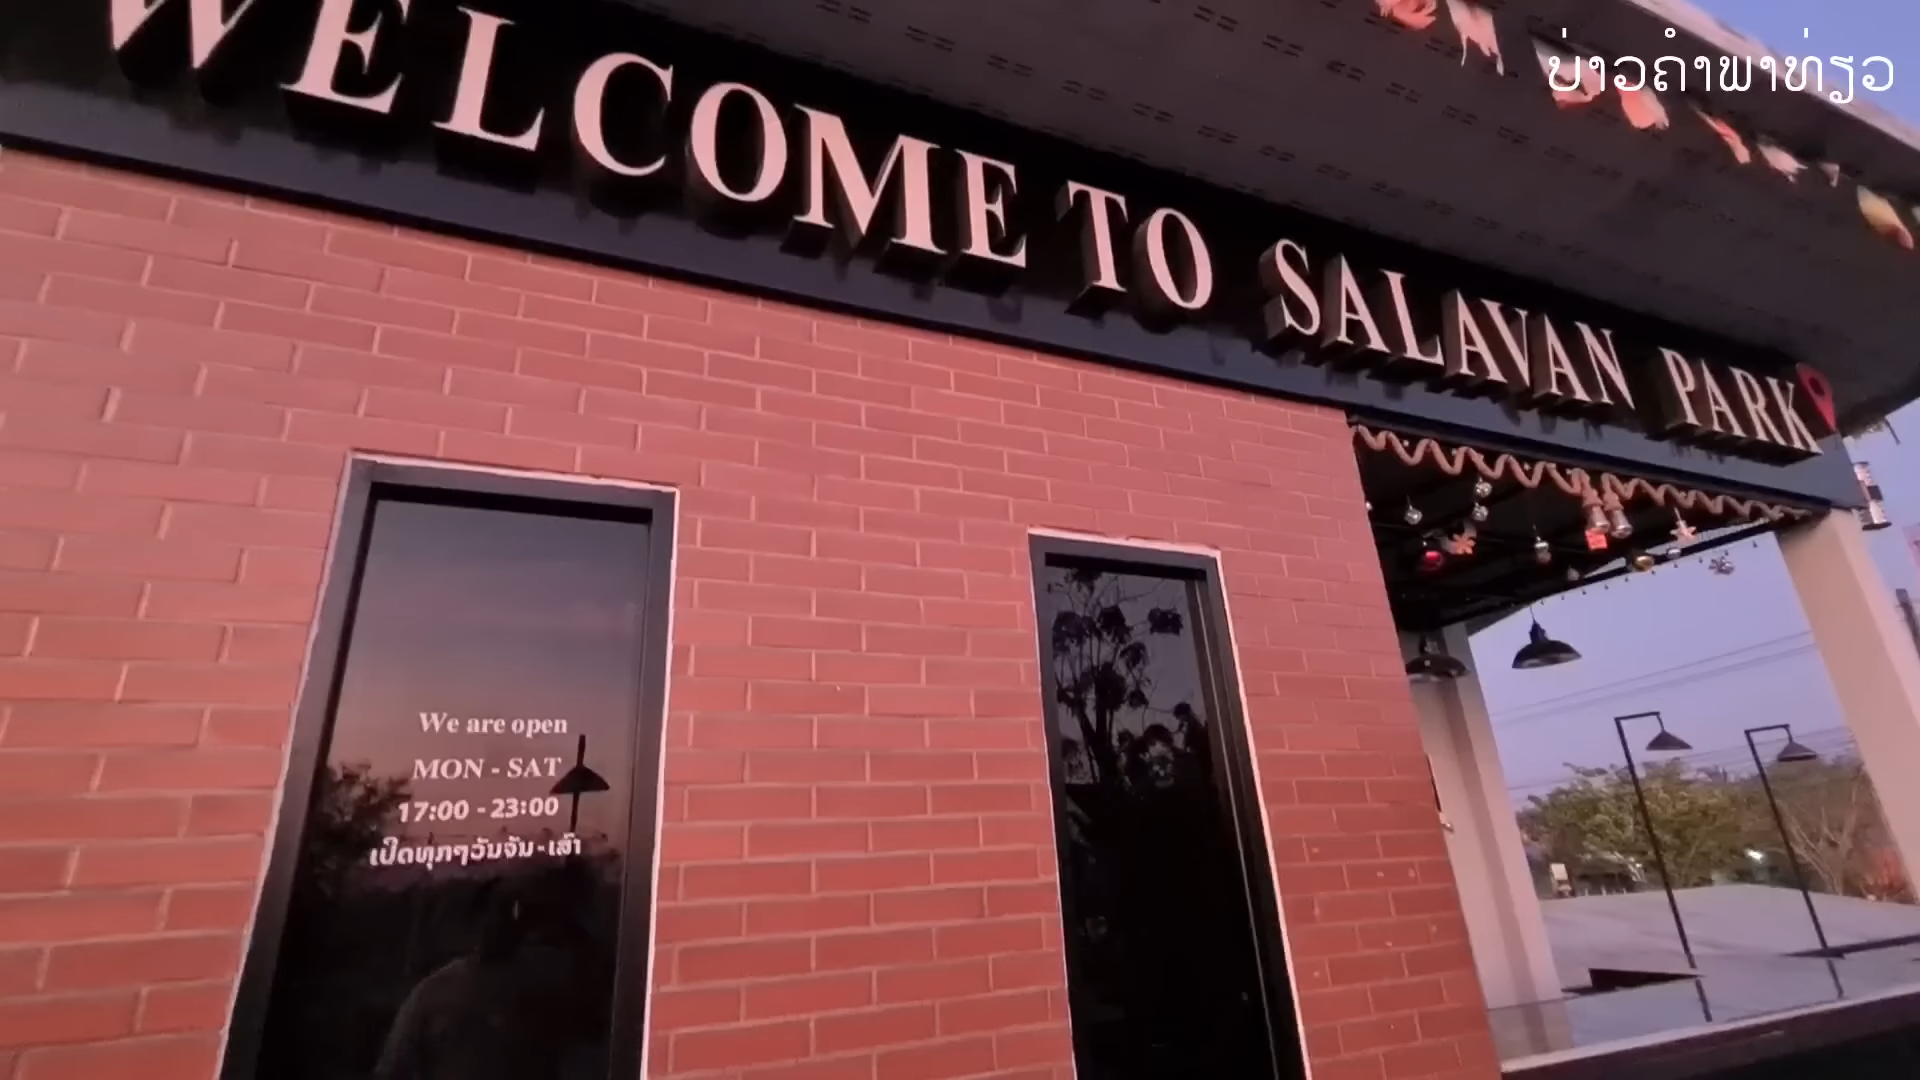 ບ່າວຄຳພາທ່ຽວ
WELCOME TO SALAVAN PARK
We are open
MON - SAT
17:00 - 23:00
ເປີດທຸກໆວັນຈັນ-ເສົາ